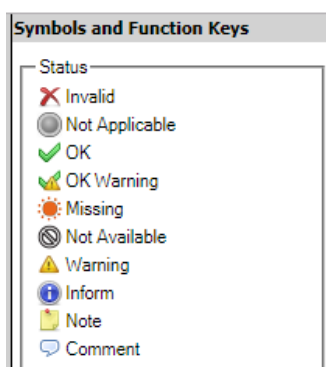 Symbols and Function Keys
Status
Invalid
Not Applicable
OK
OK Warning
Missing
Not Available
Warning
Inform
Note
Comment